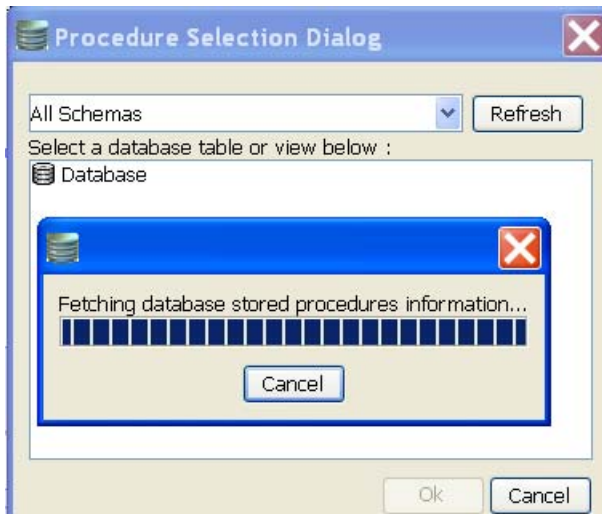 Procedure Selection Dialog
All Schemas
Refresh
Select a database table or view below :
Database
Fetching database stored procedures information...
Cancel
Ok
Cancel